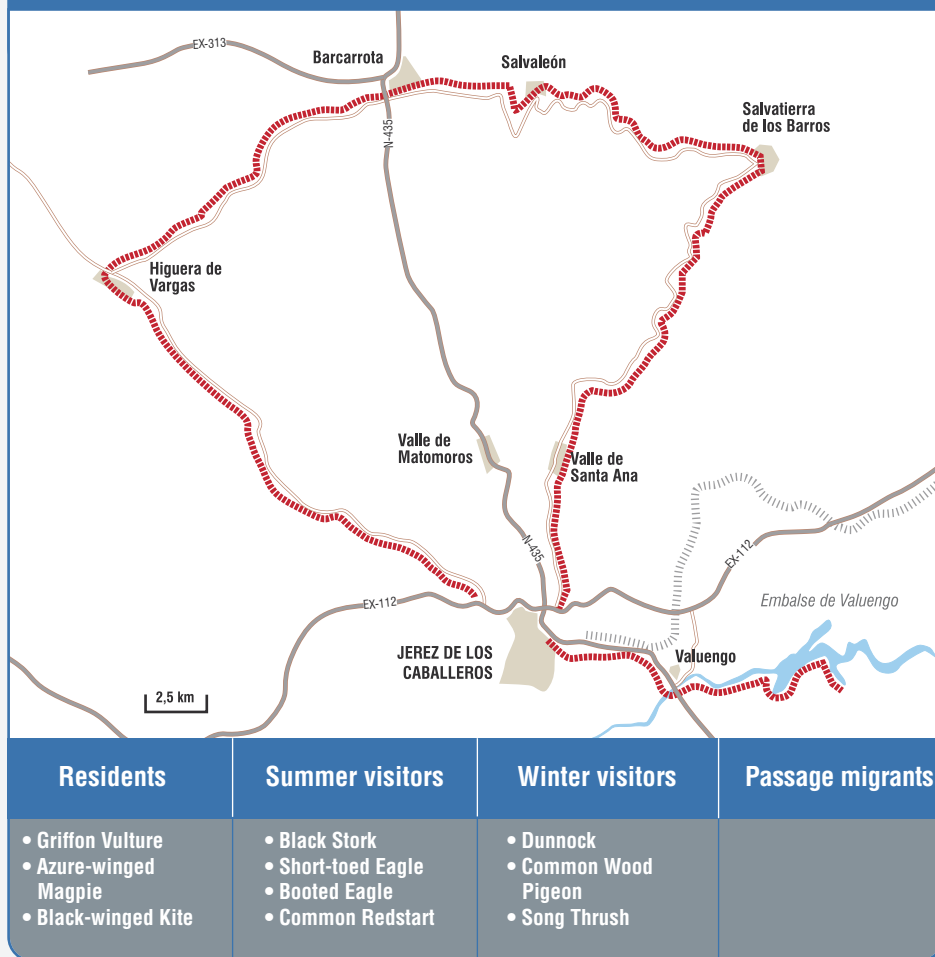 EX-313
Barcarrota
Salvaleón
Salvatierra
de los Barros
N-435
Higuera de
Vargas
Valle de
Matomoros
Valle de
Santa Ana
N-435
EX-112
EX-112
Embalse de Valuengo
JEREZ DE LOS
CABALLEROS
Valuengo
2,5 km
Residents
Summer visitors
Winter visitors
Passage migrants
• Griffon Vulture
• Azure-winged
Magpie
• Black-winged Kite
• Black Stork
• Short-toed Eagle
• Booted Eagle
• Common Redstart
• Dunnock
• Common Wood
Pigeon
• Song Thrush